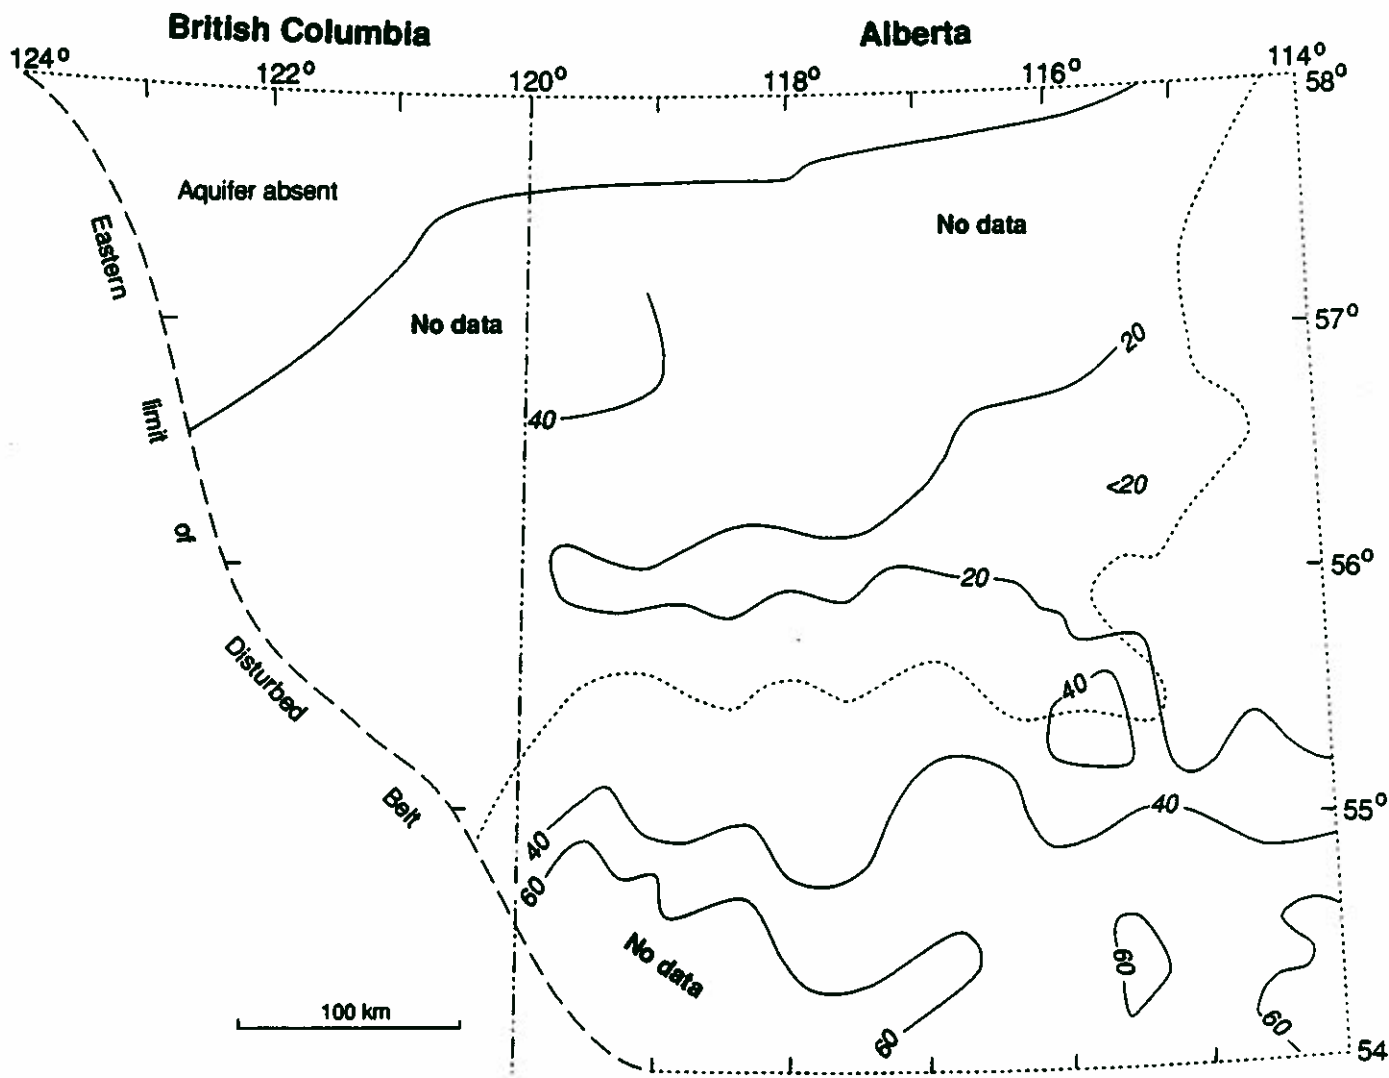 British Columbia
Alberta
124°
122°
120°
118°
116°
114°
58°
Aquifer absent
No data
Eastern
No data
57°
20
limit
40
<20
of
56°
20
Disturbed
40
Belt
40
55°
40
60
No data
60
100 km
60
60
54